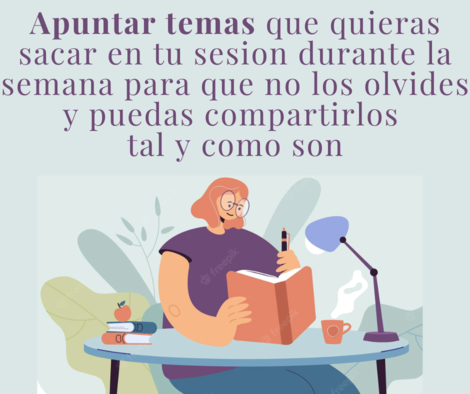 Apuntar temas que quieras
sacar en tu sesion durante la
semana para que no los olvides
y puedas compartirlos
tal y como son
freepik